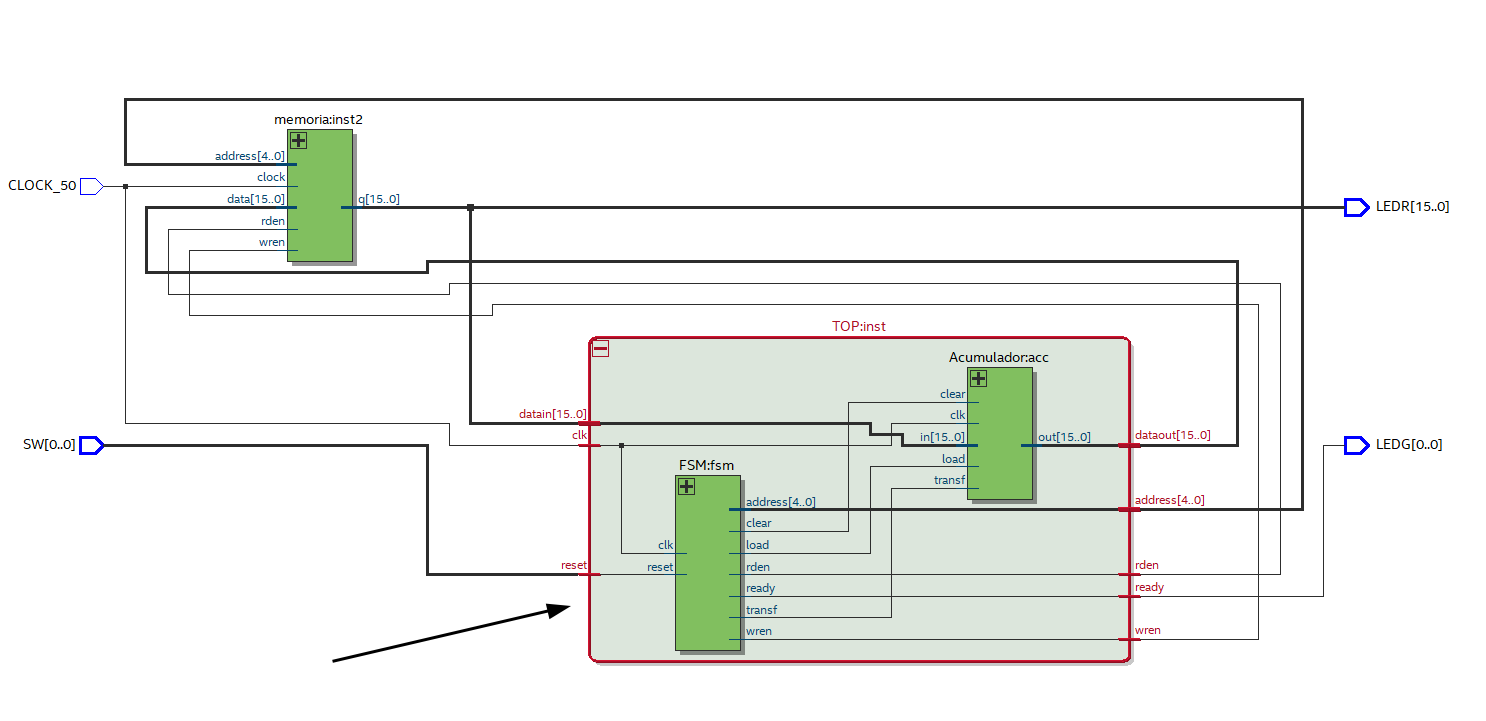 memoria:inst2
address[4..0]
clock
data[15..0]
rden
wren
q[15..0]
CLOCK_50
LEDR[15..0]
TOP:inst
Acumulador:acc
clear
clk
in[15..0]
load
transf
out[15..0]
datain[15..0]
clk
dataout[15..0]
SW[0..0]
LEDG[0..0]
FSM:fsm
clk
reset
address[4..0]
clear
load
rden
ready
transf
wren
reset
address[4..0]
rden
ready
wren